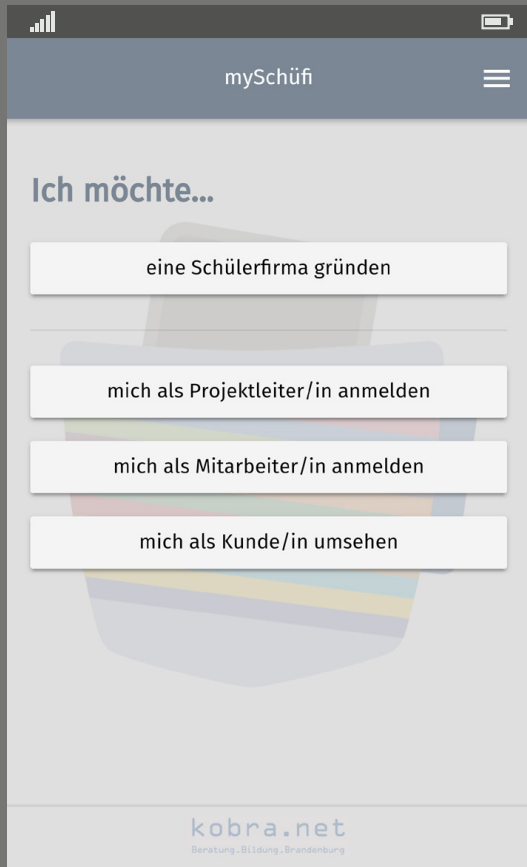 mySchüfi
Ich möchte...
eine Schülerfirma gründen
mich als Projektleiter/in anmelden
mich als Mitarbeiter/in anmelden
mich als Kunde/in umsehen
kobra.net
Beratung.Bildung.Brandenburg